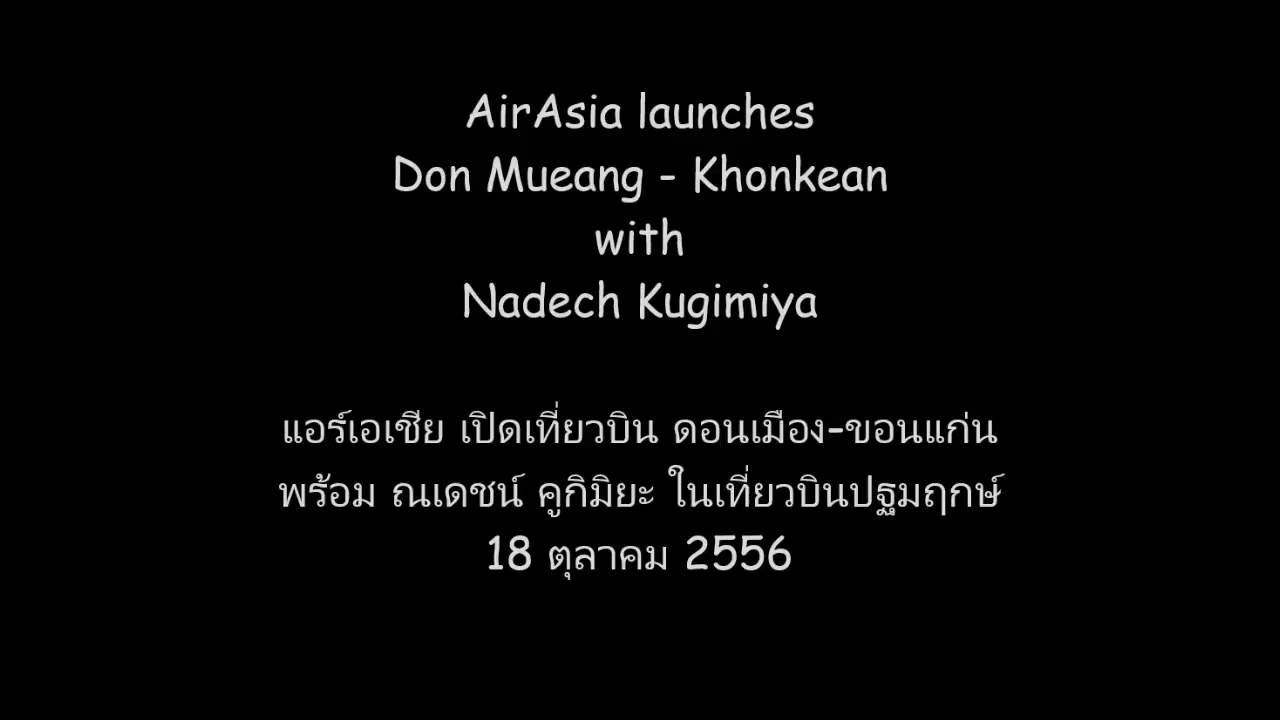 AirAsia launches
Don Mueang - Khonkean
with
Nadech Kugimiya
แอร์เอเชีย เปิดเที่ยวบิน ดอนเมือง-ขอนแก่น
พร้อม ณเดชน์ คูกิมิยะ ในเที่ยวบินปฐมฤกษ์
18 ตุลาคม 2556